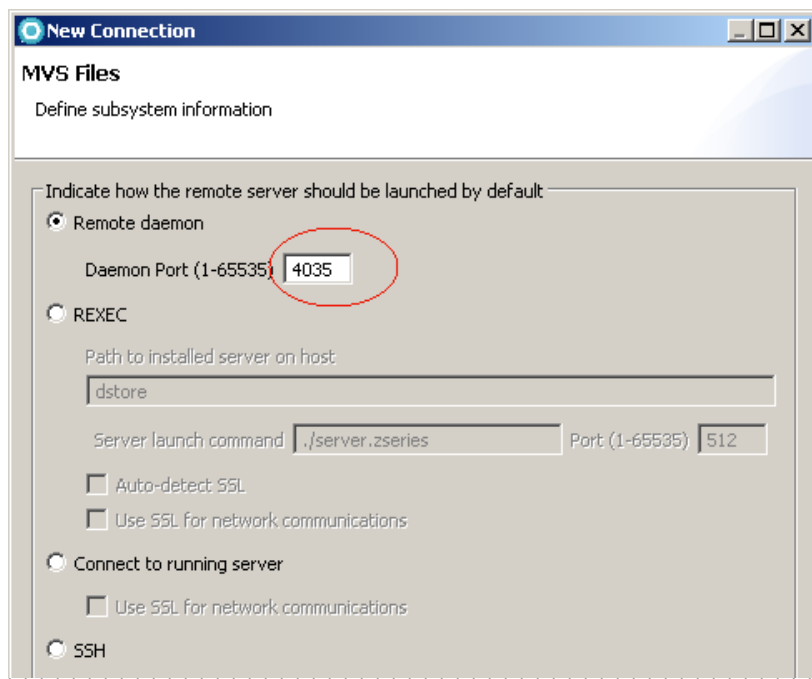 New Connection
MVS Files
Define subsystem information
Indicate how the remote server should be launched by default
Remote daemon
Daemon Port (1-65535) 4035
REXEC
Path to installed server on host
dstore
Server launch command ./server.zseries Port (1-65535) 512
Auto-detect SSL
Use SSL for network communications
Connect to running server
Use SSL for network communications
SSH